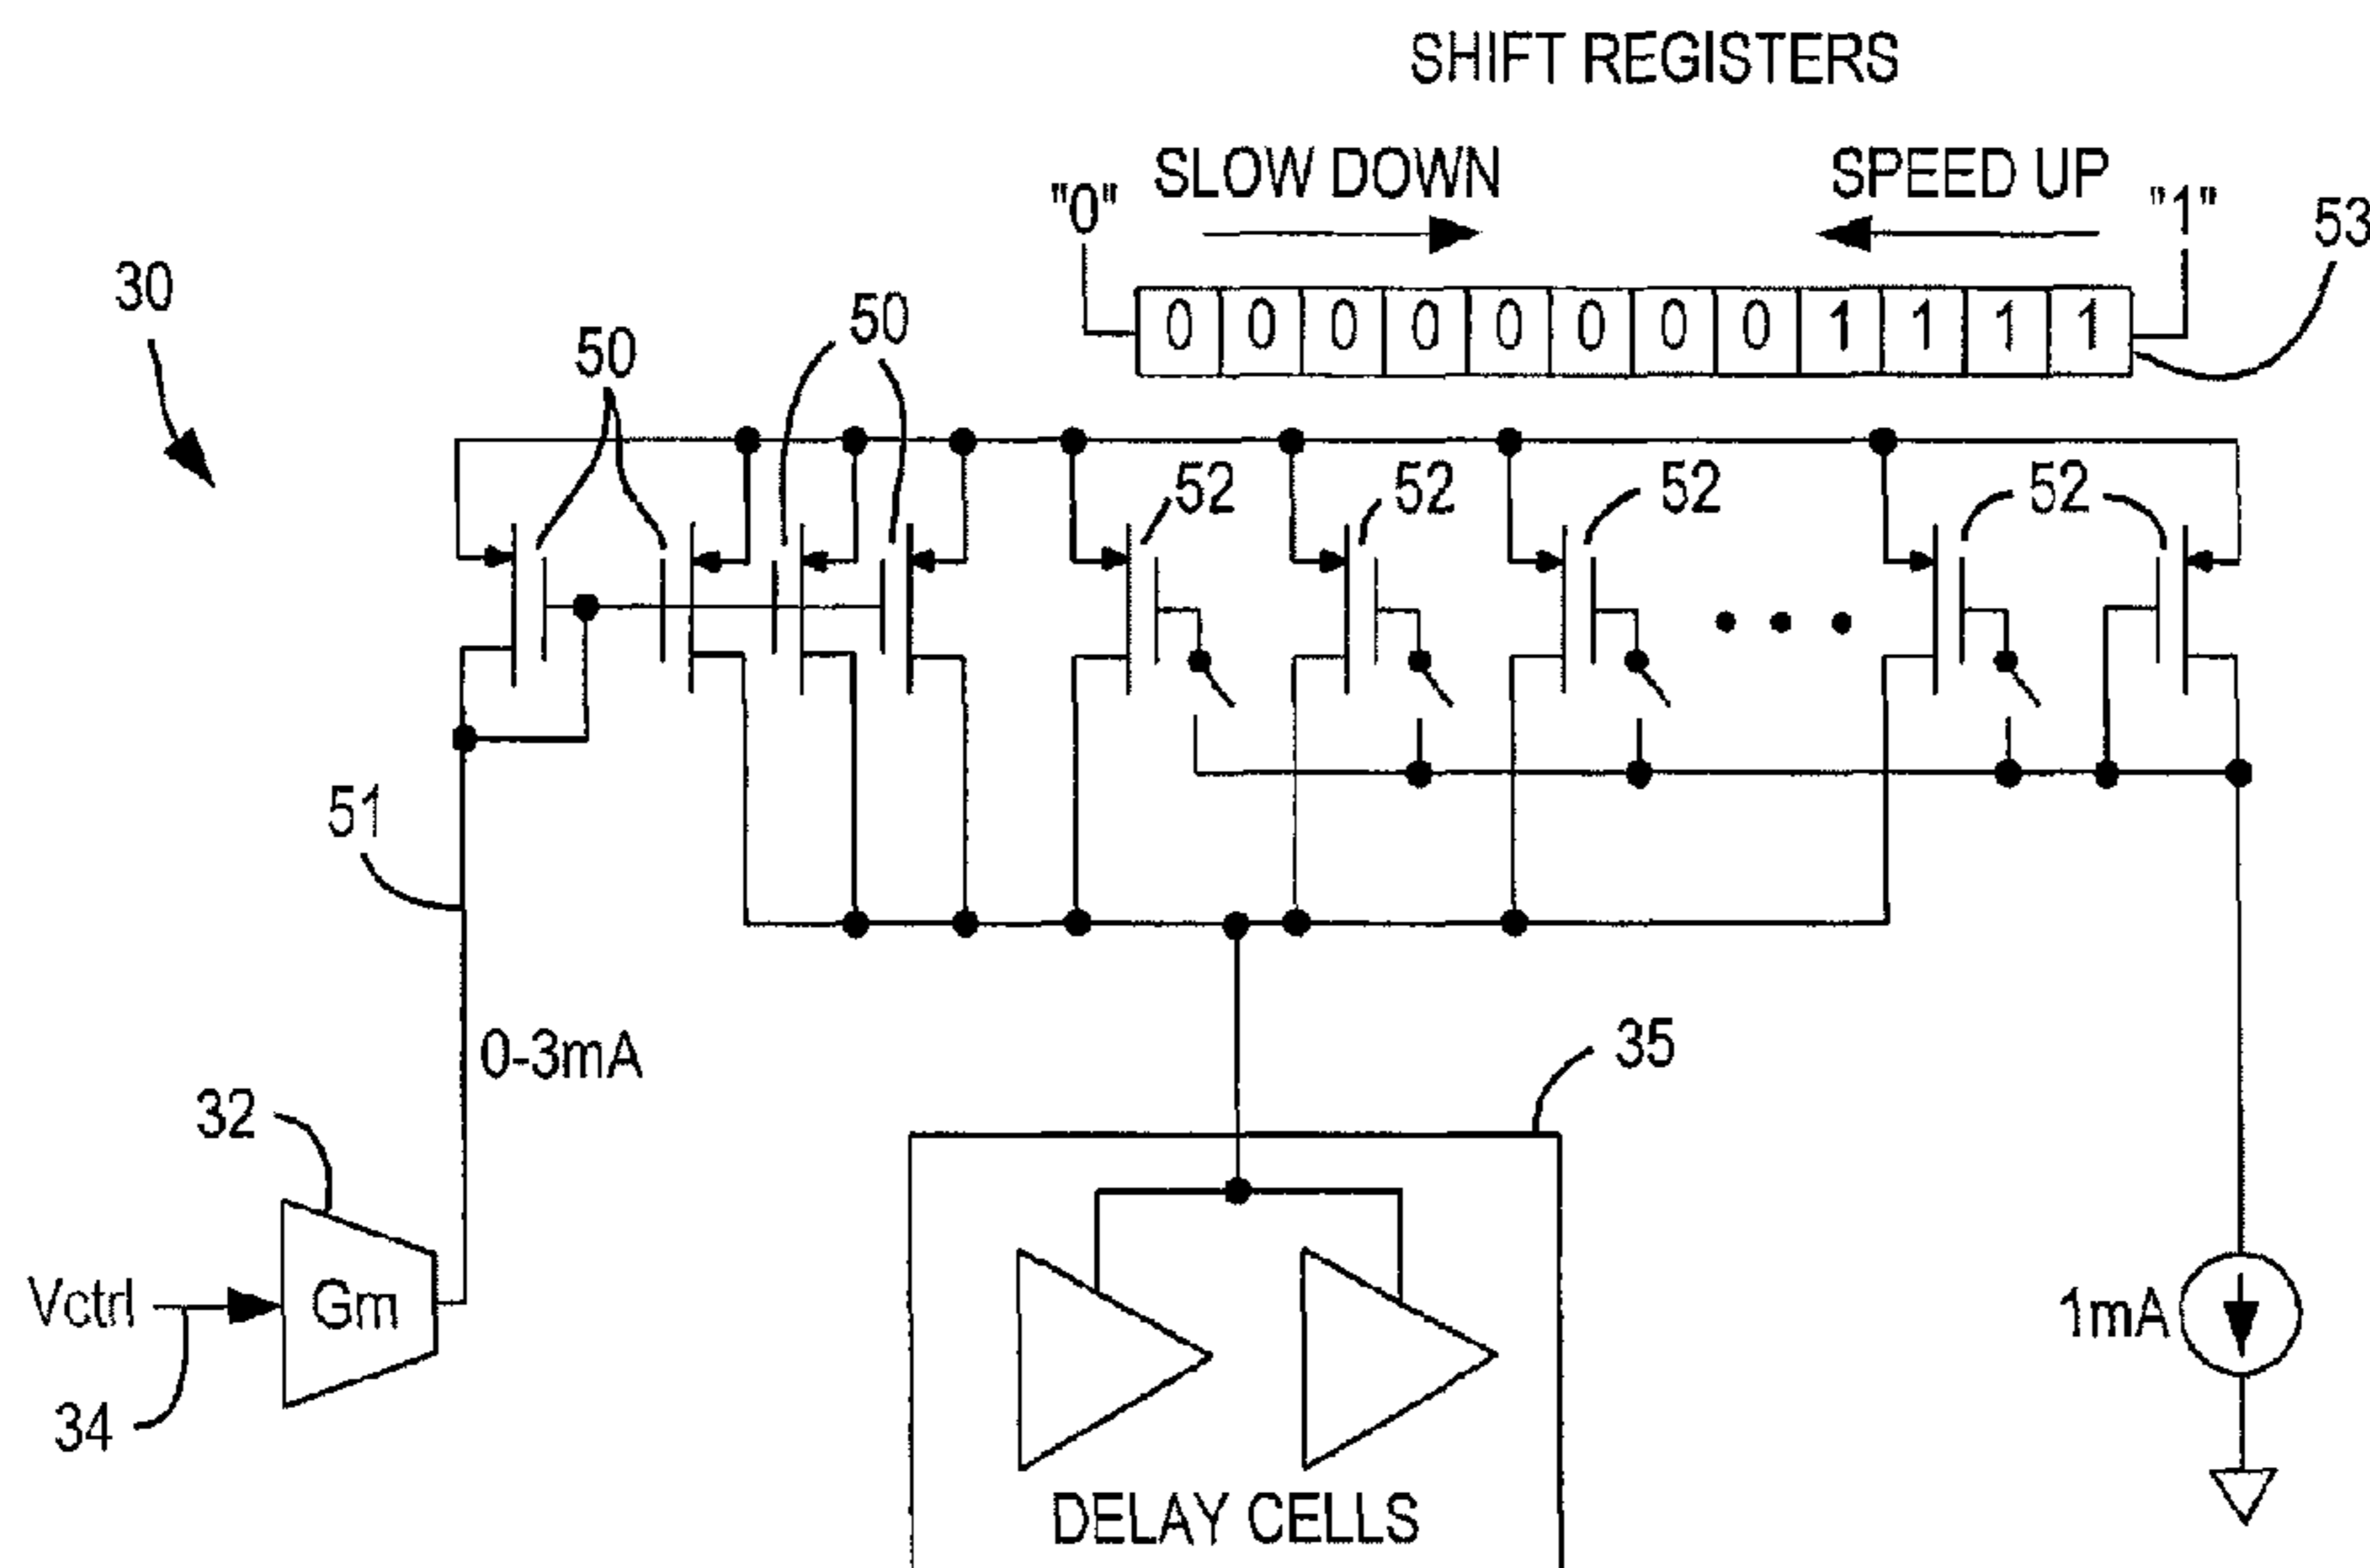 SHIFT REGISTERS
SLOW DOWN
SPEED UP
"0"
"1"
53
30
50
50
0 0 0 0 0 0 0 0 1 1 1 1
52
52
52
52
51
0-3mA
35
32
Vctrl
Gm
1mA
34
DELAY CELLS